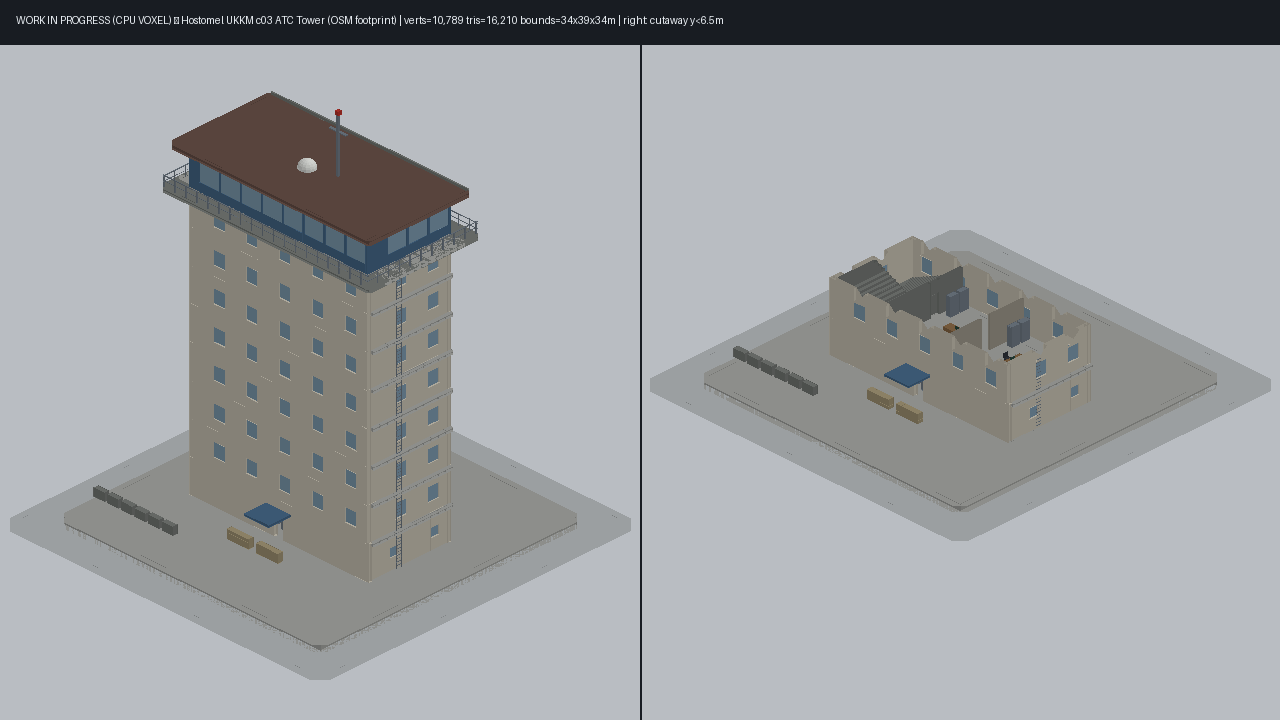 WORK IN PROGRESS (CPU VOXEL) Hostomel UKKM c03 ATC Tower (OSM footprint) | verts=10,789 tris=16,210 bounds=34x39x34m | right: cutaway y<6.5m